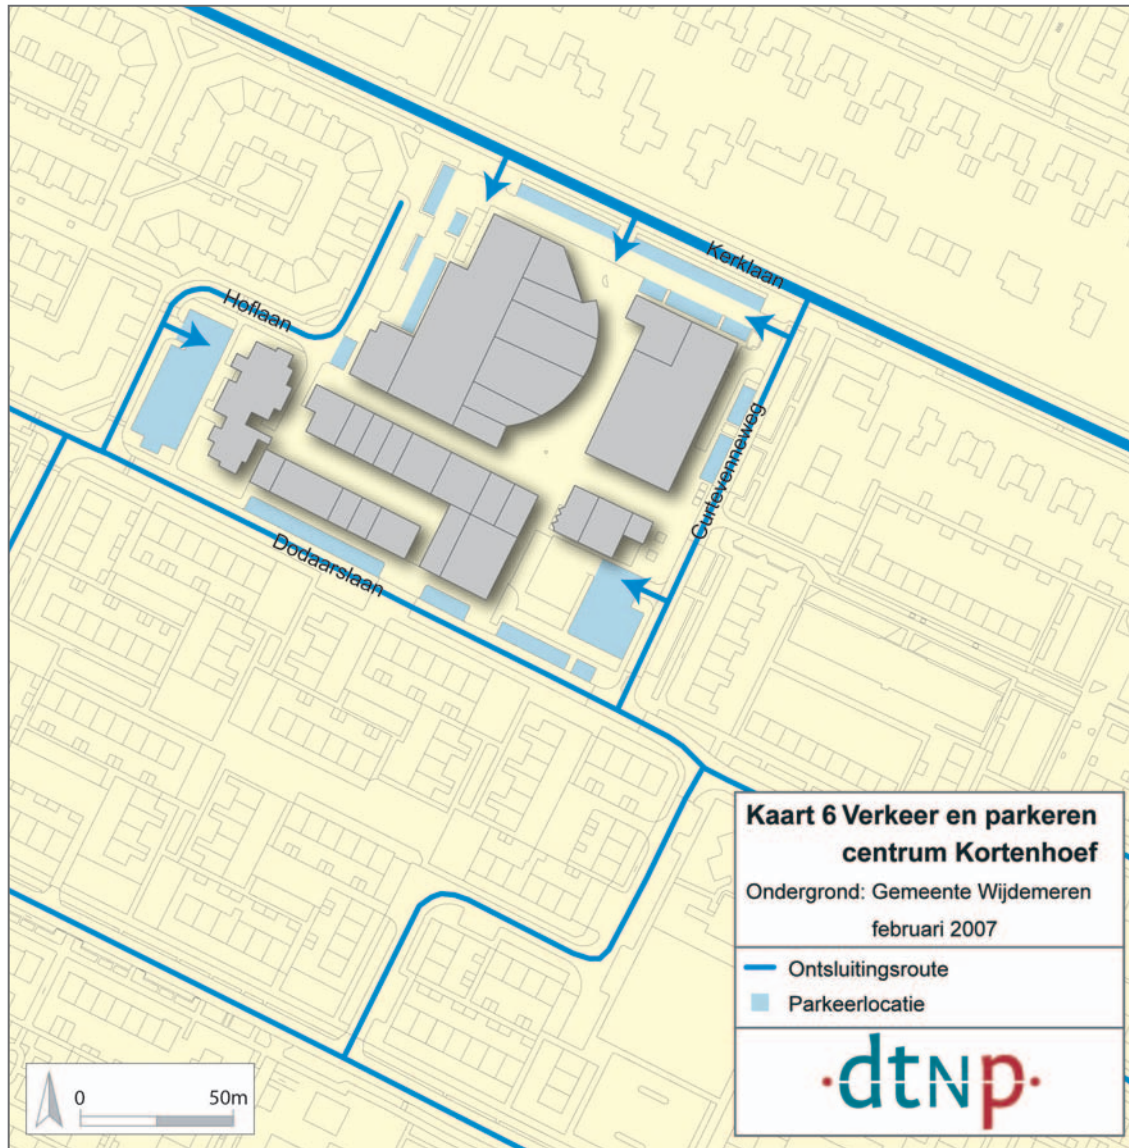 Kerklaan
Hoflaan
Curtevenneweg
Dodaarslaan
Kaart 6 Verkeer en parkeren
centrum Kortenhoef
Ondergrond: Gemeente Wijdemeren
februari 2007
Ontsluitingsroute
Parkeerlocatie
0 50m
·dtNp·